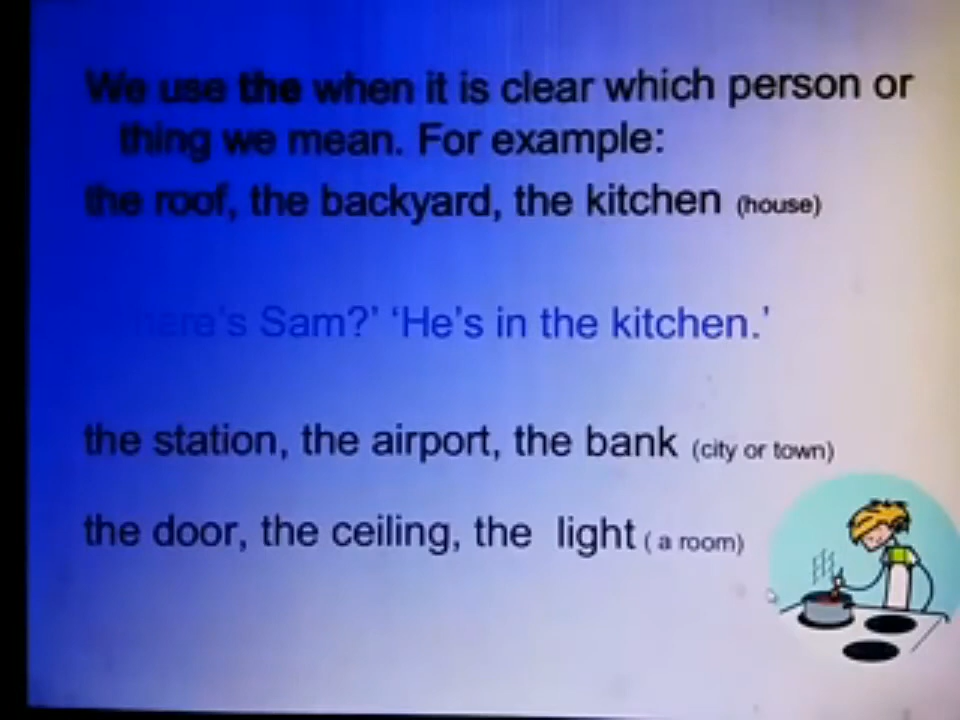 We use the when it is clear which person or
thing we mean. For example:
the roof, the backyard, the kitchen (house)
here's Sam?' 'He's in the kitchen.'
the station, the airport, the bank (city or town)
the door, the ceiling, the light ( a room)